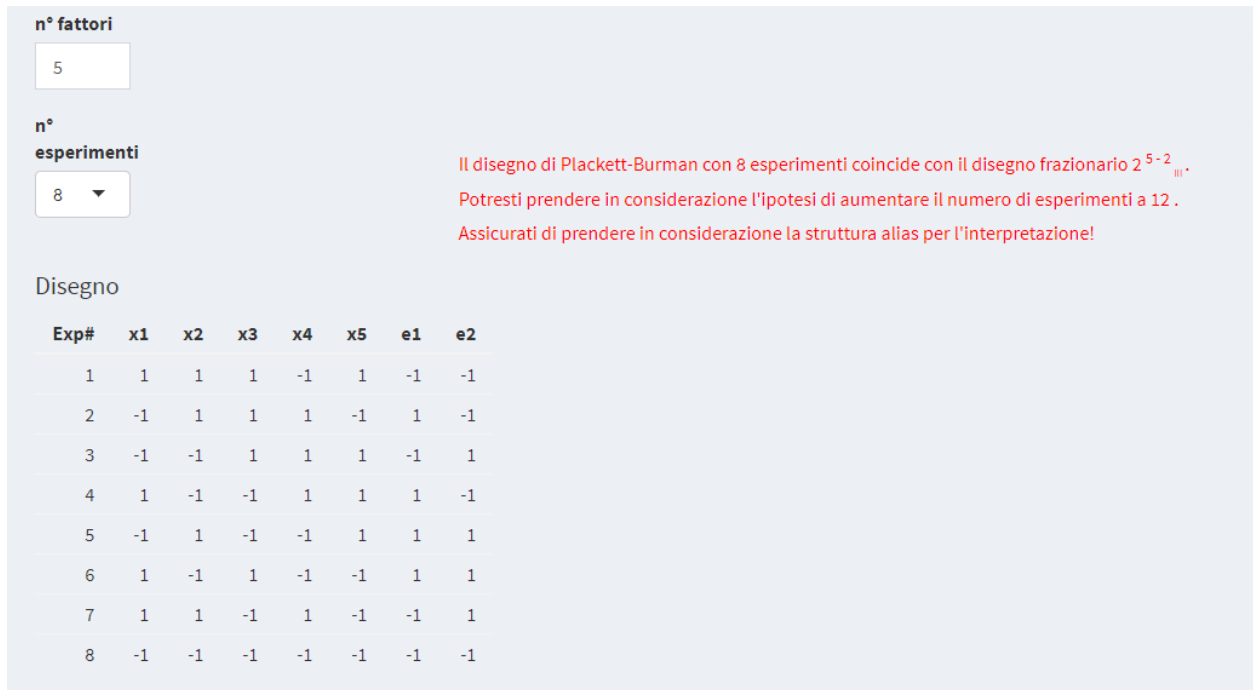 n° fattori
5
n°
esperimenti
8
Il disegno di Plackett-Burman con 8 esperimenti coincide con il disegno frazionario 2 5 - 2 III .
Potresti prendere in considerazione l'ipotesi di aumentare il numero di esperimenti a 12 .
Assicurati di prendere in considerazione la struttura alias per l'interpretazione!
Disegno
Exp# x1 x2 x3 x4 x5 e1 e2
1 1 1 1 -1 1 -1 -1
2 -1 1 1 1 -1 1 -1
3 -1 -1 1 1 1 -1 1
4 1 -1 -1 1 1 1 -1
5 -1 1 -1 -1 1 1 1
6 1 -1 1 -1 -1 1 1
7 1 1 -1 1 -1 -1 1
8 -1 -1 -1 -1 -1 -1 -1